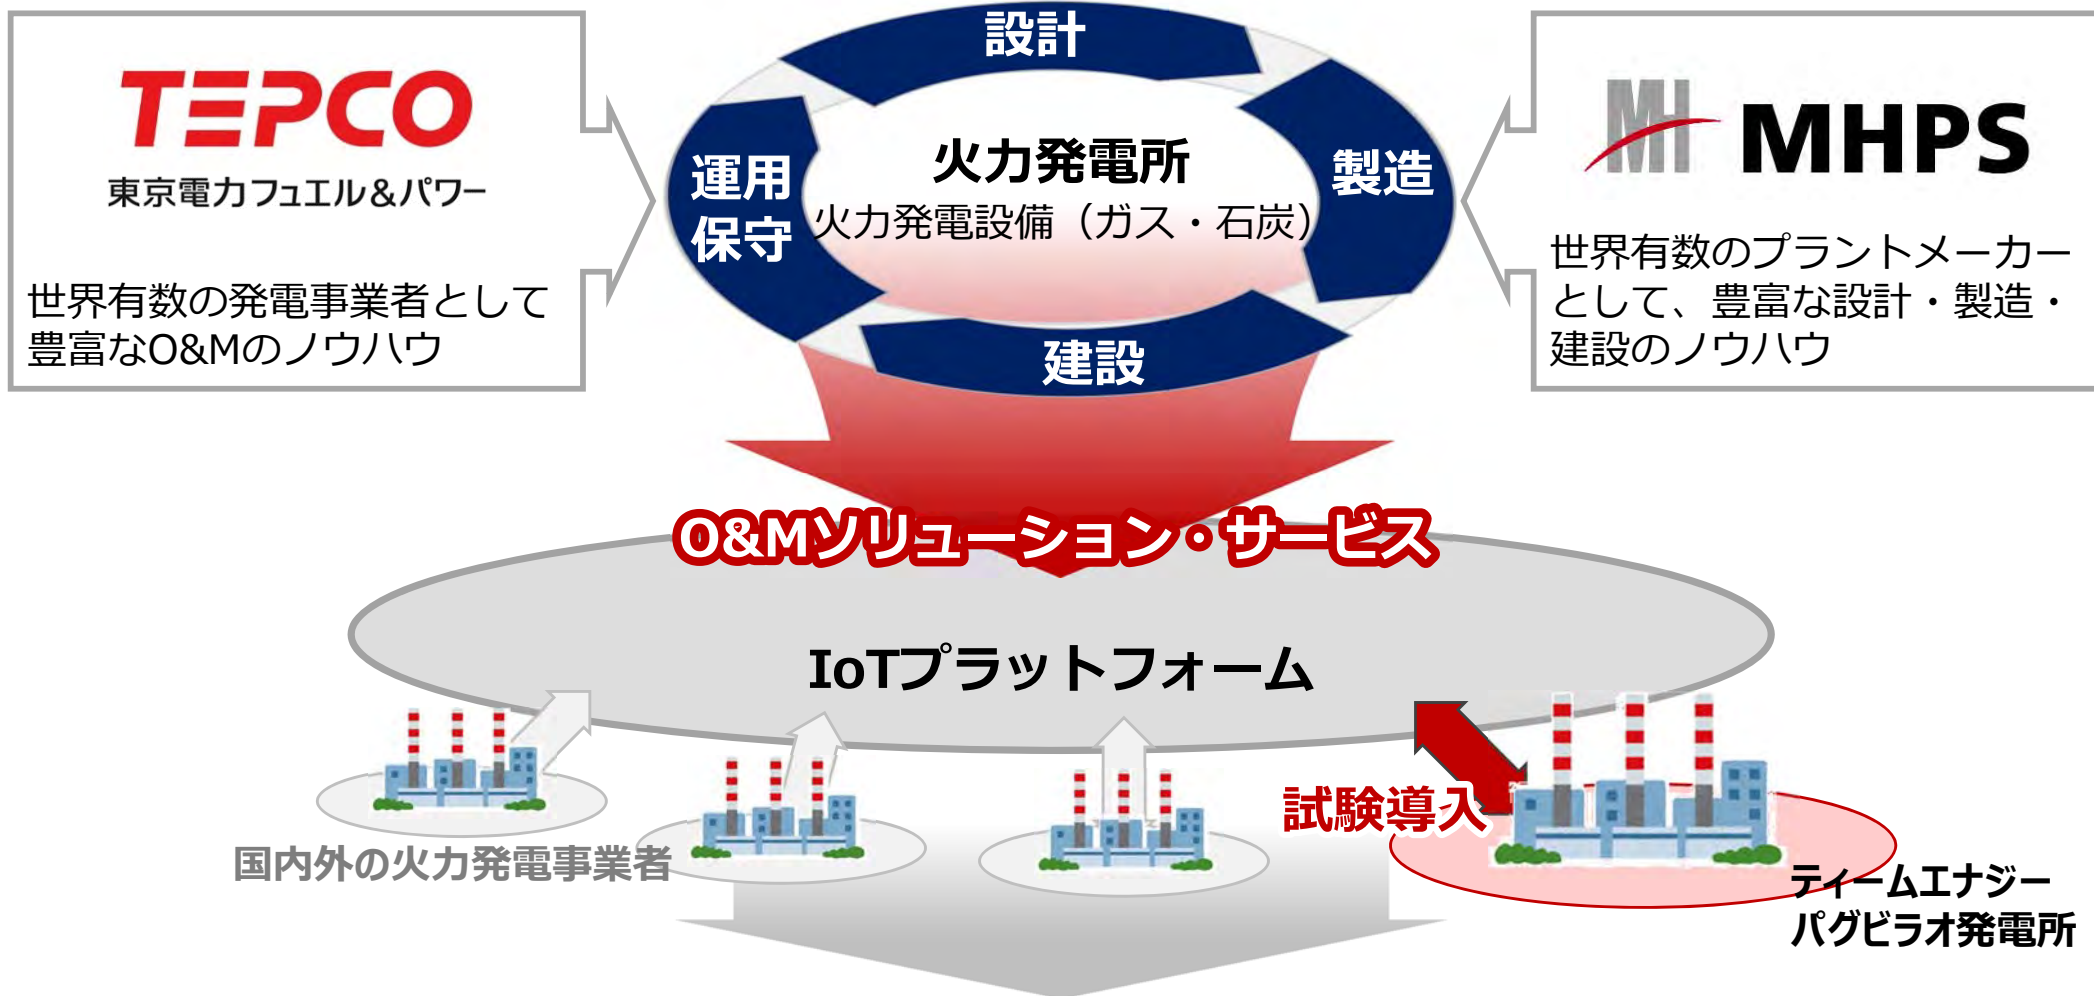 TEPCO
東京電力フュエル&パワー
世界有数の発電事業者として
豊富なO&Mのノウハウ
設計
製造
建設
運用
保守
火力発電所
火力発電設備（ガス・石炭）
MH MHPS
世界有数のプラントメーカー
として、豊富な設計・製造・
建設のノウハウ
O&Mソリューション・サービス
IoTプラットフォーム
国内外の火力発電事業者
試験導入
ティームエナジー
パグビラオ発電所